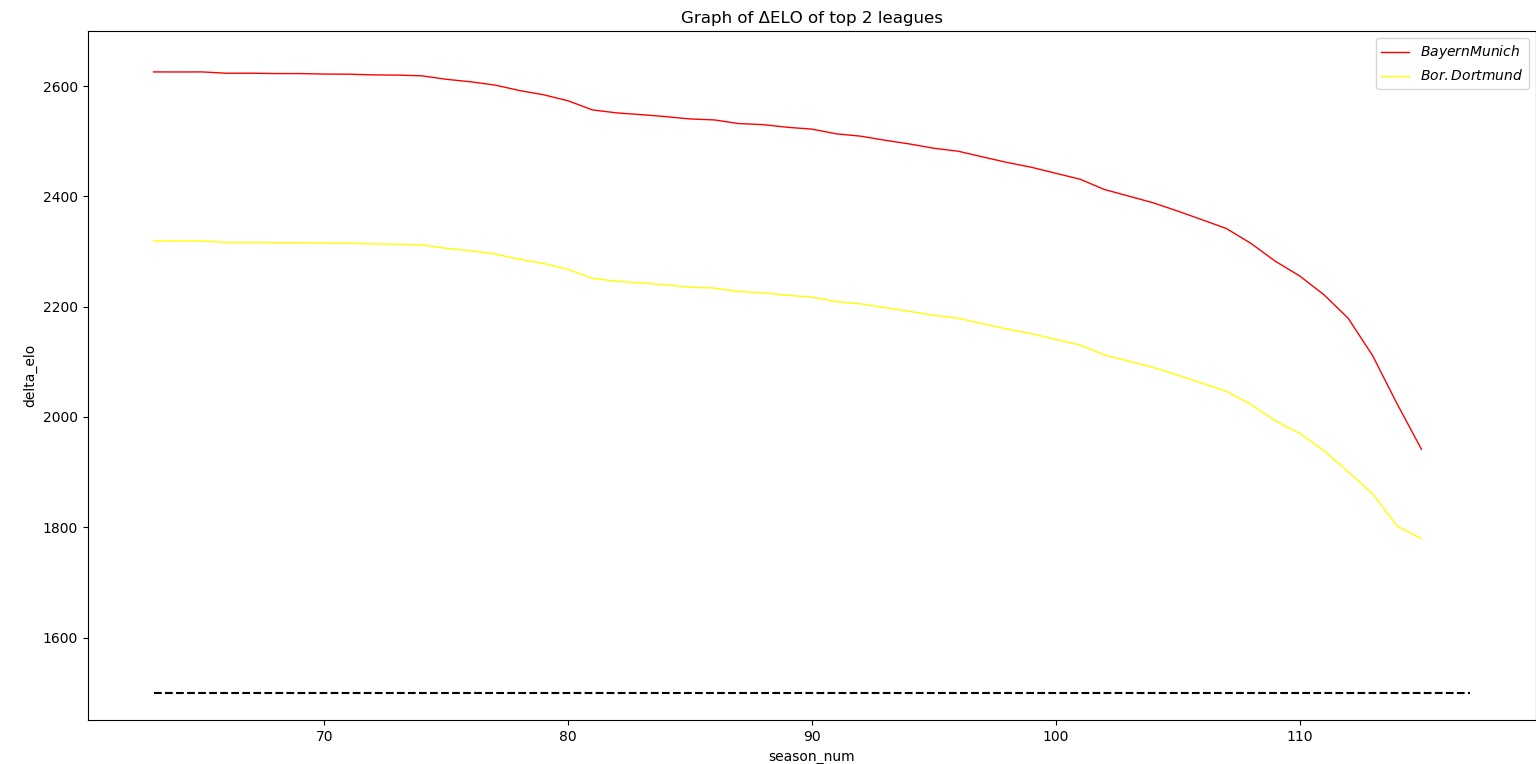 Graph of ΔELO of top 2 leagues
BayernMunich
Bor.Dortmund
2600
2400
2200
2000
1800
1600
delta_elo
70 80 90 100 110
season_num